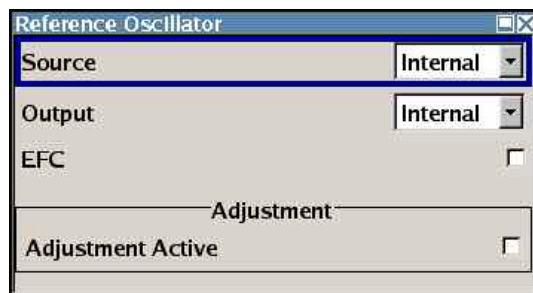 Reference Oscillator
Source Internal
Output Internal
EFC
Adjustment
Adjustment Active